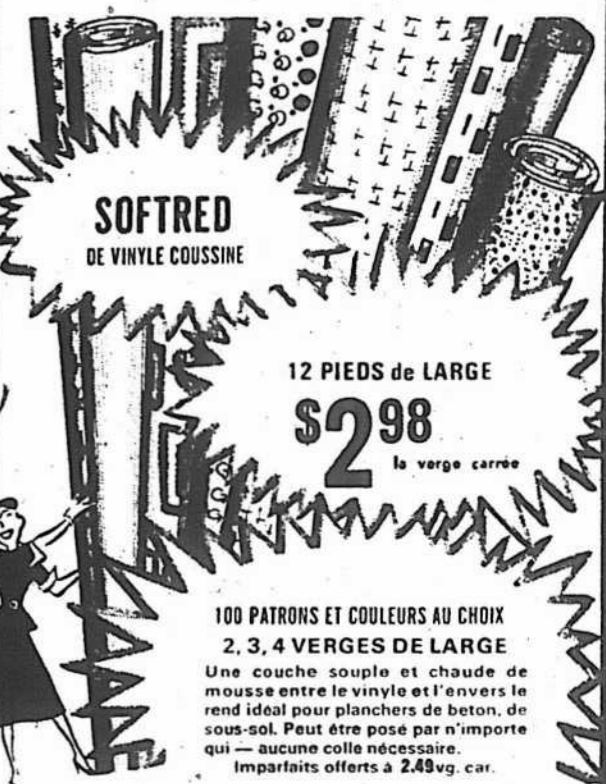 SOFTRED
DE VINYLE COUSSINE
12 PIEDS de LARGE
$2 98
la verge carrée
100 PATRONS ET COULEURS AU CHOIX
2, 3, 4 VERGES DE LARGE
Une couche souple et chaude de
mousse entre le vinyle et l'envers le
rend idéal pour planchers de beton, de
sous-sol. Peut être posé par n'importe
qui — aucune colle nécessaire.
Imparfaits offerts à 2.49 vg. car.